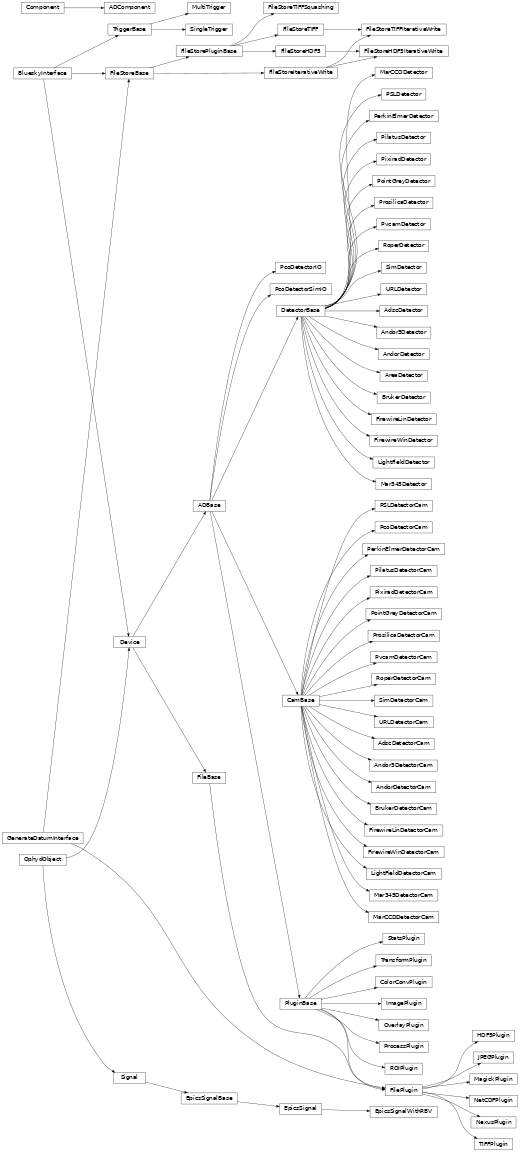 Component
ADComponent
MultiTrigger
FileStoreTIFFSquashing
TriggerBase
SingleTrigger
FileStoreTIFF
FileStoreTIFFIterativeWrite
FileStorePluginBase
FileStoreHDF5
FileStoreHDF5IterativeWrite
BlueskyInterface
FileStoreBase
FileStoreIterativeWrite
MarCCDDetector
PSLDetector
PerkinElmerDetector
PilatusDetector
PixiradDetector
PointGreyDetector
ProsilicaDetector
PvcamDetector
RoperDetector
PcoDetectorIO
SimDetector
PcoDetectorSimIO
URLDetector
DetectorBase
AdscDetector
Andor3Detector
AndorDetector
AreaDetector
BrukerDetector
FirewireLinDetector
FirewireWinDetector
LightFieldDetector
Mar345Detector
ADBase
PSLDetectorCam
PcoDetectorCam
PerkinElmerDetectorCam
PilatusDetectorCam
PixiradDetectorCam
PointGreyDetectorCam
ProsilicaDetectorCam
Device
PvcamDetectorCam
RoperDetectorCam
CamBase
SimDetectorCam
URLDetectorCam
AdscDetectorCam
Andor3DetectorCam
FileBase
AndorDetectorCam
BrukerDetectorCam
FirewireLinDetectorCam
GenerateDatumInterface
FirewireWinDetectorCam
OphydObject
LightFieldDetectorCam
Mar345DetectorCam
MarCCDDetectorCam
StatsPlugin
TransformPlugin
ColorConvPlugin
PluginBase
ImagePlugin
OverlayPlugin
HDF5Plugin
ProcessPlugin
JPEGPlugin
ROIPlugin
Signal
MagickPlugin
FilePlugin
EpicsSignalBase
NetCDFPlugin
EpicsSignal
EpicsSignalWithRBV
NexusPlugin
TIFFPlugin